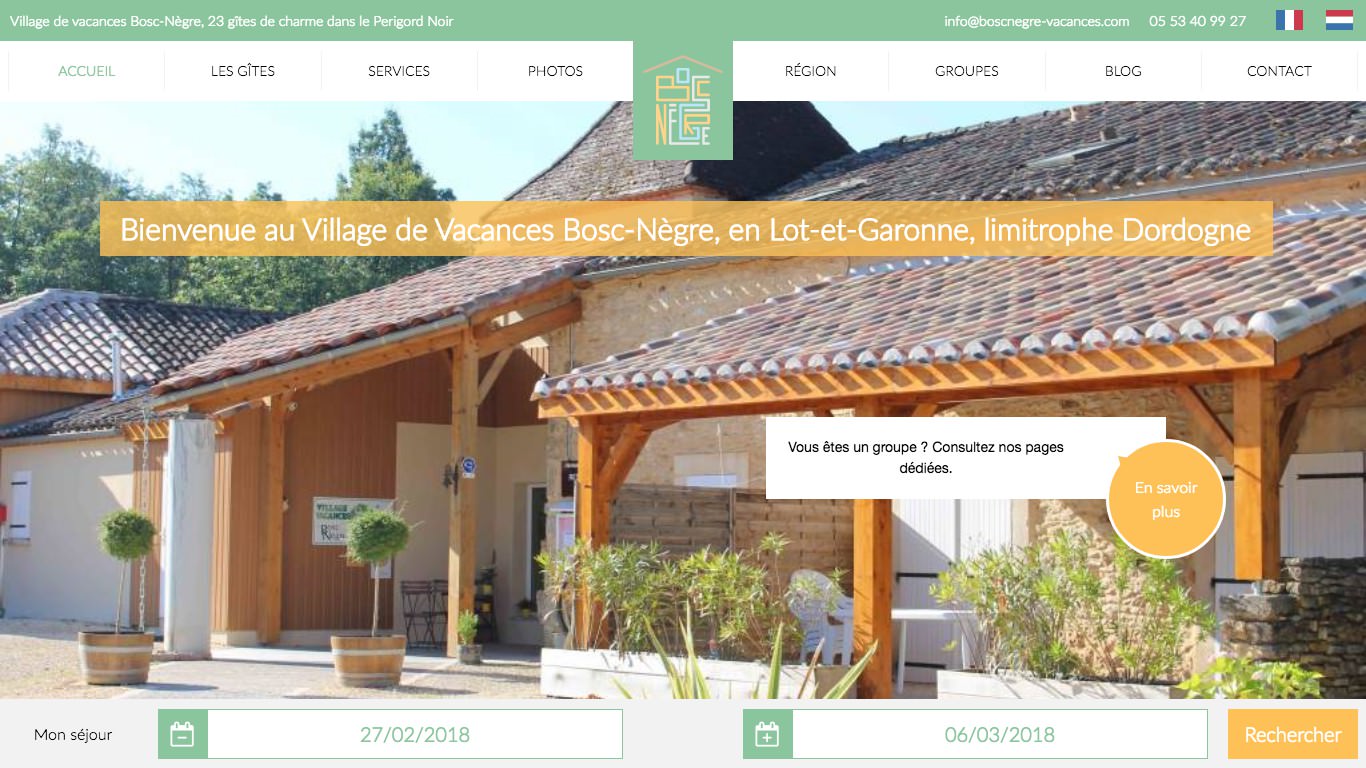 Village de vacances Bosc-Nègre, 23 gîtes de charme dans le Perigord Noir
info@boscnegre-vacances.com
05 53 40 99 27
ACCUEIL
LES GÎTES
SERVICES
PHOTOS
BOSC
NÈGRE
RÉGION
GROUPES
BLOG
CONTACT
Bienvenue au Village de Vacances Bosc-Nègre, en Lot-et-Garonne, limitrophe Dordogne
Vous êtes un groupe ? Consultez nos pages
dédiées.
En savoir
plus
VILLAGE
VACANCES
Mon séjour
27/02/2018
06/03/2018
Rechercher